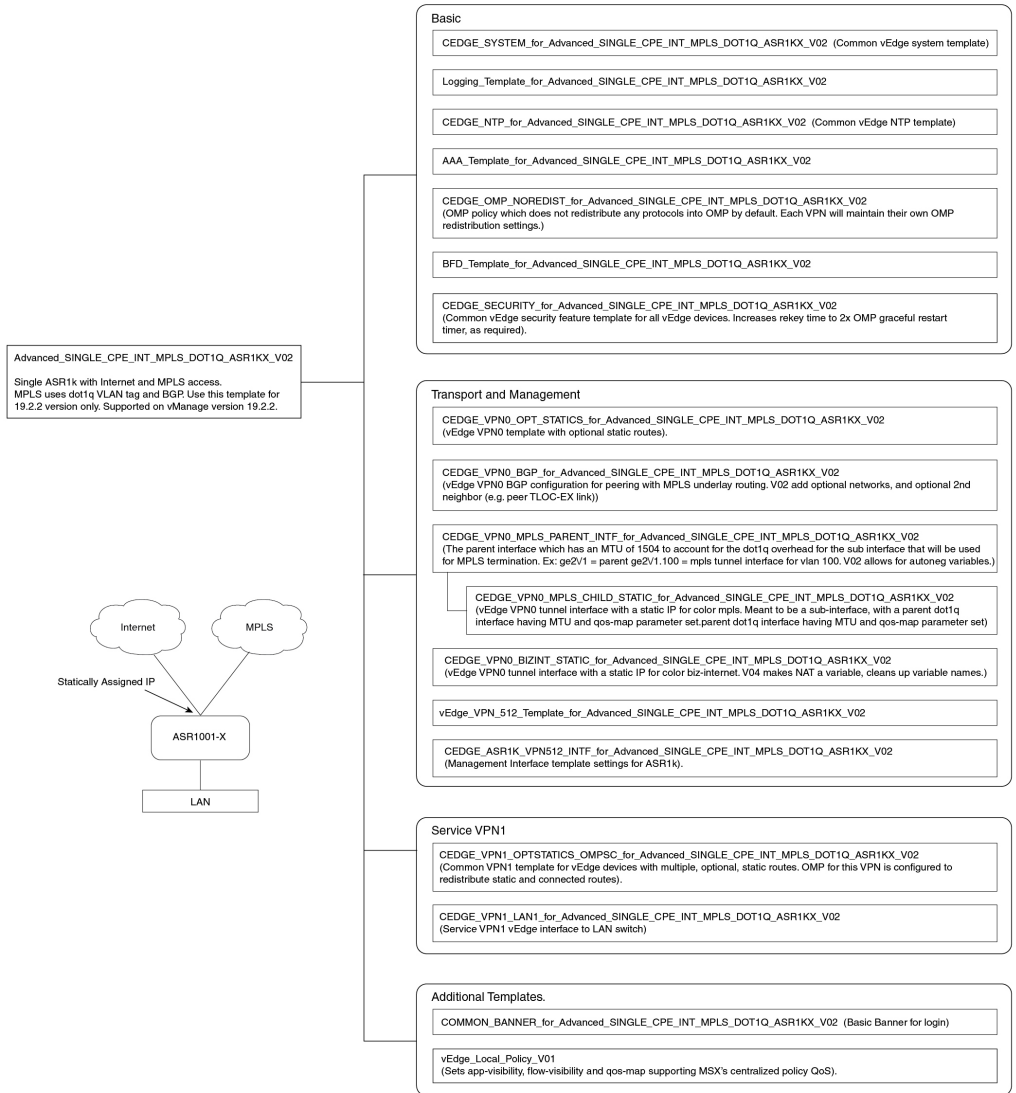 Basic
CEDGE_SYSTEM_for_Advanced_SINGLE_CPE_INT_MPLS_DOT1Q_ASR1KX_V02 (Common vEdge system template)
Logging_Template_for_Advanced_SINGLE_CPE_INT_MPLS_DOT1Q_ASR1KX_V02
CEDGE_NTP_for_Advanced_SINGLE_CPE_INT_MPLS_DOT1Q_ASR1KX_V02 (Common vEdge NTP template)
AAA_Template_for_Advanced_SINGLE_CPE_INT_MPLS_DOT1Q_ASR1KX_V02
CEDGE_OMP_NOREDIST_for_Advanced_SINGLE_CPE_INT_MPLS_DOT1Q_ASR1KX_V02
(OMP policy which does not redistribute any protocols into OMP by default. Each VPN will maintain their own OMP
redistribution settings.)
BFD_Template_for_Advanced_SINGLE_CPE_INT_MPLS_DOT1Q_ASR1KX_V02
CEDGE_SECURITY_for_Advanced_SINGLE_CPE_INT_MPLS_DOT1Q_ASR1KX_V02
(Common vEdge security feature template for all vEdge devices. Increases rekey time to 2x OMP graceful restart
timer, as required).
Advanced_SINGLE_CPE_INT_MPLS_DOT1Q_ASR1KX_V02
Single ASR1k with Internet and MPLS access.
MPLS uses dot1q VLAN tag and BGP. Use this template for
19.2.2 version only. Supported on vManage version 19.2.2.
Transport and Management
CEDGE_VPN0_OPT_STATICS_for_Advanced_SINGLE_CPE_INT_MPLS_DOT1Q_ASR1KX_V02
(vEdge VPN0 template with optional static routes).
CEDGE_VPN0_BGP_for_Advanced_SINGLE_CPE_INT_MPLS_DOT1Q_ASR1KX_V02
(vEdge VPN0 BGP configuration for peering with MPLS underlay routing. V02 add optional networks, and optional 2nd
neighbor (e.g. peer TLOC-EX link))
CEDGE_VPN0_MPLS_PARENT_INTF_for_Advanced_SINGLE_CPE_INT_MPLS_DOT1Q_ASR1KX_V02
(The parent interface which has an MTU of 1504 to account for the dot1q overhead for the sub interface that will be used
for MPLS termination. Ex: ge2\/1 = parent ge2\/1.100 = mpls tunnel interface for vlan 100. V02 allows for autoneg variables.)
CEDGE_VPN0_MPLS_CHILD_STATIC_for_Advanced_SINGLE_CPE_INT_MPLS_DOT1Q_ASR1KX_V02
(vEdge VPN0 tunnel interface with a static IP for color mpls. Meant to be a sub-interface, with a parent dot1q
interface having MTU and qos-map parameter set.parent dot1q interface having MTU and qos-map parameter set)
CEDGE_VPN0_BIZINT_STATIC_for_Advanced_SINGLE_CPE_INT_MPLS_DOT1Q_ASR1KX_V02
(vEdge VPN0 tunnel interface with a static IP for color biz-internet. V04 makes NAT a variable, cleans up variable names.)
vEdge_VPN_512_Template_for_Advanced_SINGLE_CPE_INT_MPLS_DOT1Q_ASR1KX_V02
CEDGE_ASR1K_VPN512_INTF_for_Advanced_SINGLE_CPE_INT_MPLS_DOT1Q_ASR1KX_V02
(Management Interface template settings for ASR1k).
Internet
MPLS
Statically Assigned IP
ASR1001-X
LAN
Service VPN1
CEDGE_VPN1_OPTSTATICS_OMPSC_for_Advanced_SINGLE_CPE_INT_MPLS_DOT1Q_ASR1KX_V02
(Common VPN1 template for vEdge devices with multiple, optional, static routes. OMP for this VPN is configured to
redistribute static and connected routes).
CEDGE_VPN1_LAN1_for_Advanced_SINGLE_CPE_INT_MPLS_DOT1Q_ASR1KX_V02
(Service VPN1 vEdge interface to LAN switch)
Additional Templates.
COMMON_BANNER_for_Advanced_SINGLE_CPE_INT_MPLS_DOT1Q_ASR1KX_V02 (Basic Banner for login)
vEdge_Local_Policy_V01
(Sets app-visibility, flow-visibility and qos-map supporting MSX's centralized policy QoS).